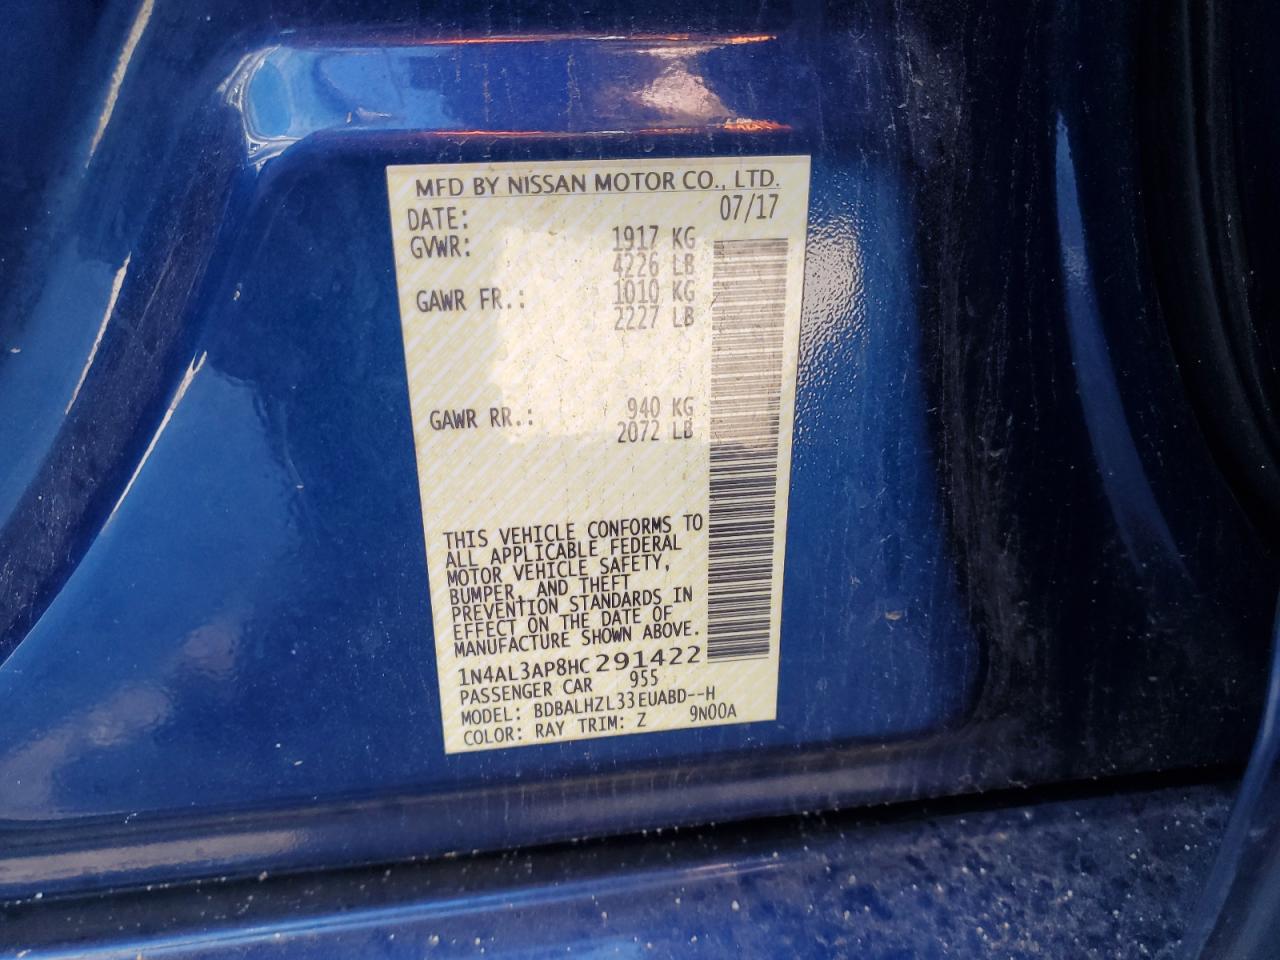 MFD BY NISSAN MOTOR CO., LTD.
DATE: 07/17
GVWR: 1917 KG
4226 LB
GAWR FR.: 1010 KG
2227 LB
GAWR RR.: 940 KG
2072 LB
THIS VEHICLE CONFORMS TO
ALL APPLICABLE FEDERAL
MOTOR VEHICLE SAFETY,
BUMPER, AND THEFT
PREVENTION STANDARDS IN
EFFECT ON THE DATE OF
MANUFACTURE SHOWN ABOVE.
1N4AL3AP8HC291422
PASSENGER CAR 955
MODEL: BDBALHZL33EUABD--H
COLOR: RAY TRIM: Z 9N00A